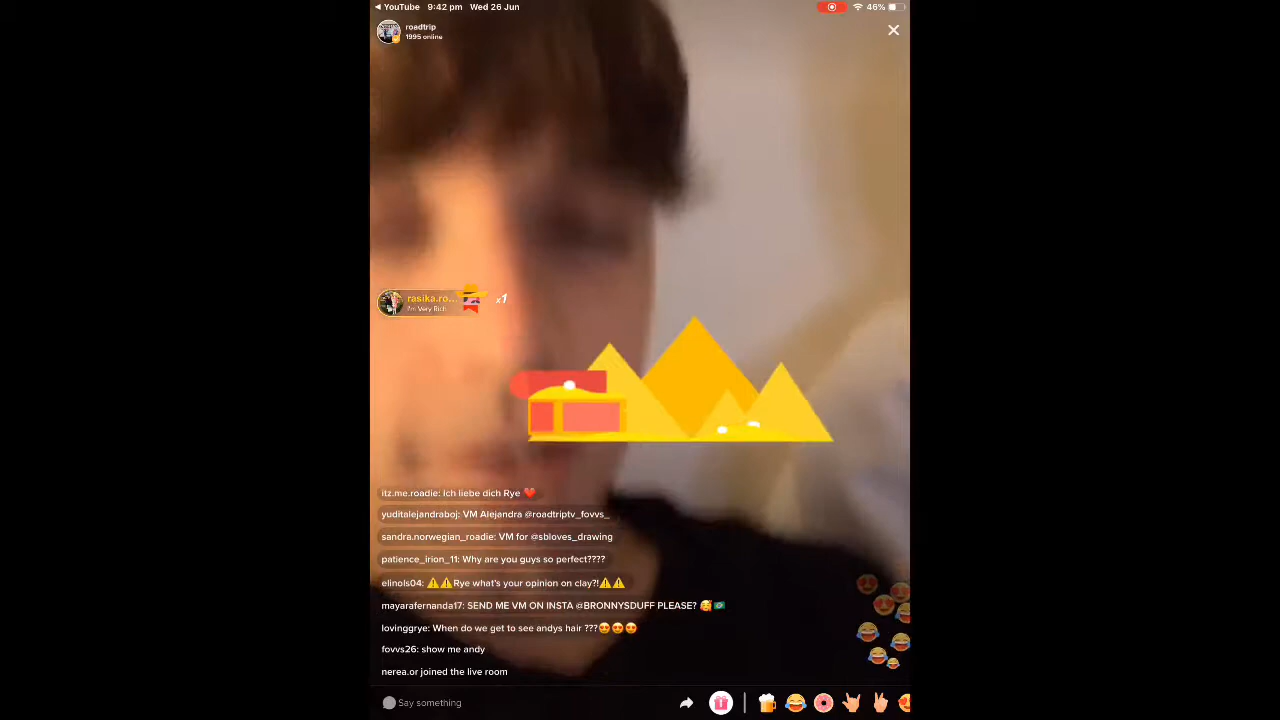 YouTube 9:42 pm Wed 26 Jun 46%
roadtrip
1995 online
rasika.ro... x1
I'm Very Rich
itz.me.roadie: ich liebe dich Rye ❤️
yuditalejandraboj: VM Alejandra @roadtriptv_fovvs_
sandra.norwegian_roadie: VM for @sbloves_drawing
patience_irion_11: Why are you guys so perfect????
elinols04: ⚠️⚠️Rye what's your opinion on clay?!⚠️⚠️
mayarafernanda17: SEND ME VM ON INSTA @BRONNYSDUFF PLEASE? 🥰🇧🇷
lovinggrye: When do we get to see andys hair ???😍😍😍
fovvs26: show me andy
nerea.or joined the live room
Say something